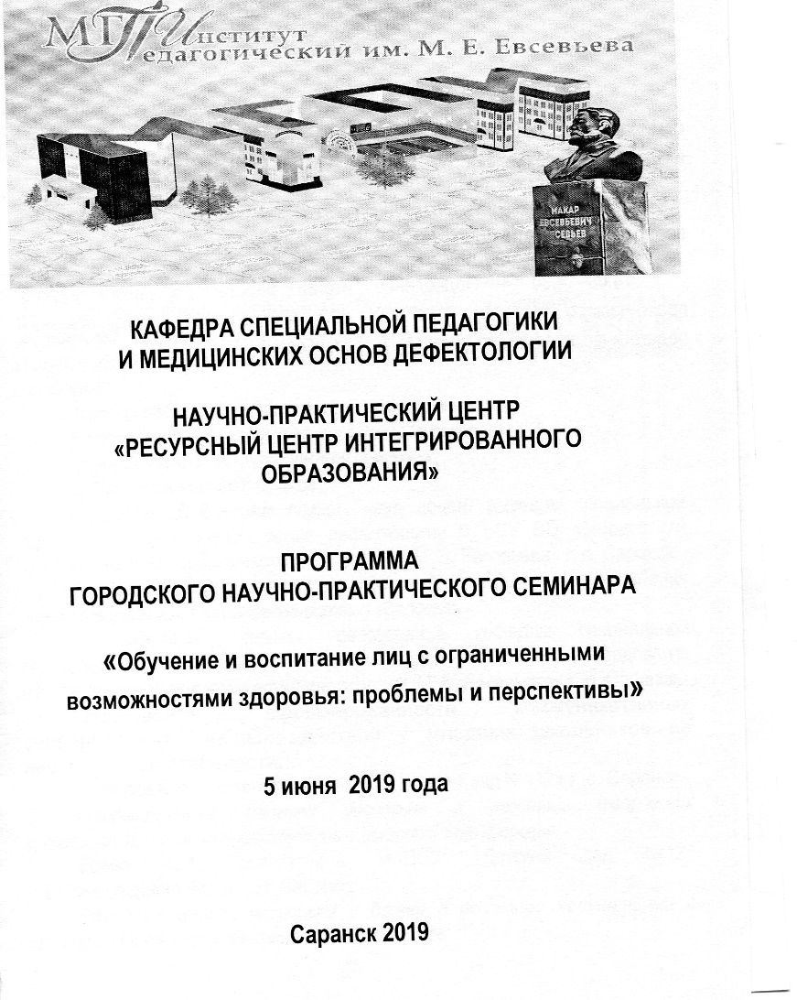 МГПИнститут
едагогический им. М. Е. Евсевьева
МАКАР
ЕВСЕВЬЕВИЧ
СЕВЬЕВ
КАФЕДРА СПЕЦИАЛЬНОЙ ПЕДАГОГИКИ
И МЕДИЦИНСКИХ ОСНОВ ДЕФЕКТОЛОГИИ
НАУЧНО-ПРАКТИЧЕСКИЙ ЦЕНТР
«РЕСУРСНЫЙ ЦЕНТР ИНТЕГРИРОВАННОГО
ОБРАЗОВАНИЯ»
ПРОГРАММА
ГОРОДСКОГО НАУЧНО-ПРАКТИЧЕСКОГО СЕМИНАРА
«Обучение и воспитание лиц с ограниченными
возможностями здоровья: проблемы и перспективы»
5 июня 2019 года
Саранск 2019